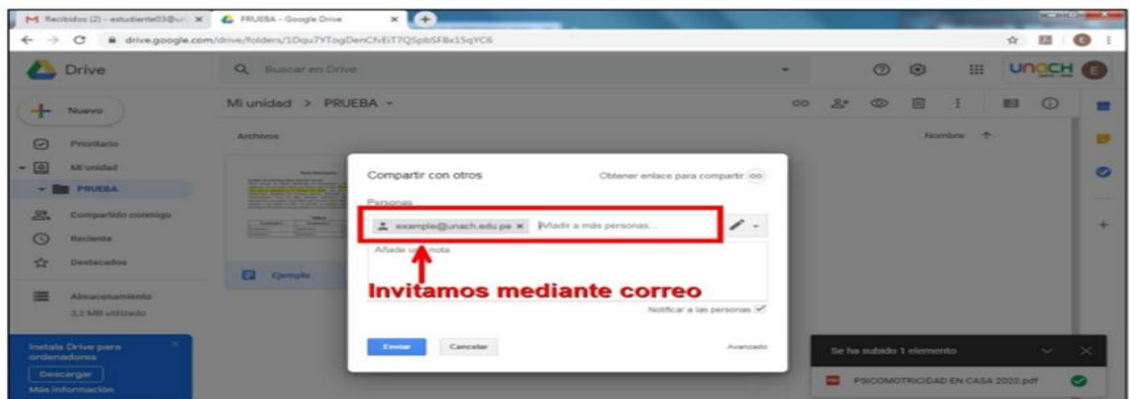 Recibidos (2) - estudiante03@un
PRUEBA - Google Drive
drive.google.com/drive/folders/1Dqu7YTogDenCfvEiT7QSpbSFBx15qYC6
Drive
Buscar en Drive
UNACH
E
Nuevo
Mi unidad > PRUEBA
Archivos
Nombre
Prioritario
Mi unidad
PRUEBA
Compartido conmigo
Reciente
Destacados
Almacenamiento
3,2 MB utilizado
Ejemplo
Compartir con otros
Obtener enlace para compartir
Personas
example@unach.edu.pe × Añadir a más personas...
Añade una nota
Invitamos mediante correo
Notificar a las personas
Enviar Cancelar
Avanzado
Instala Drive para
ordenadores
Descargar
Más información
Se ha subido 1 elemento
PSICOMOTRICIDAD EN CASA 2020.pdf